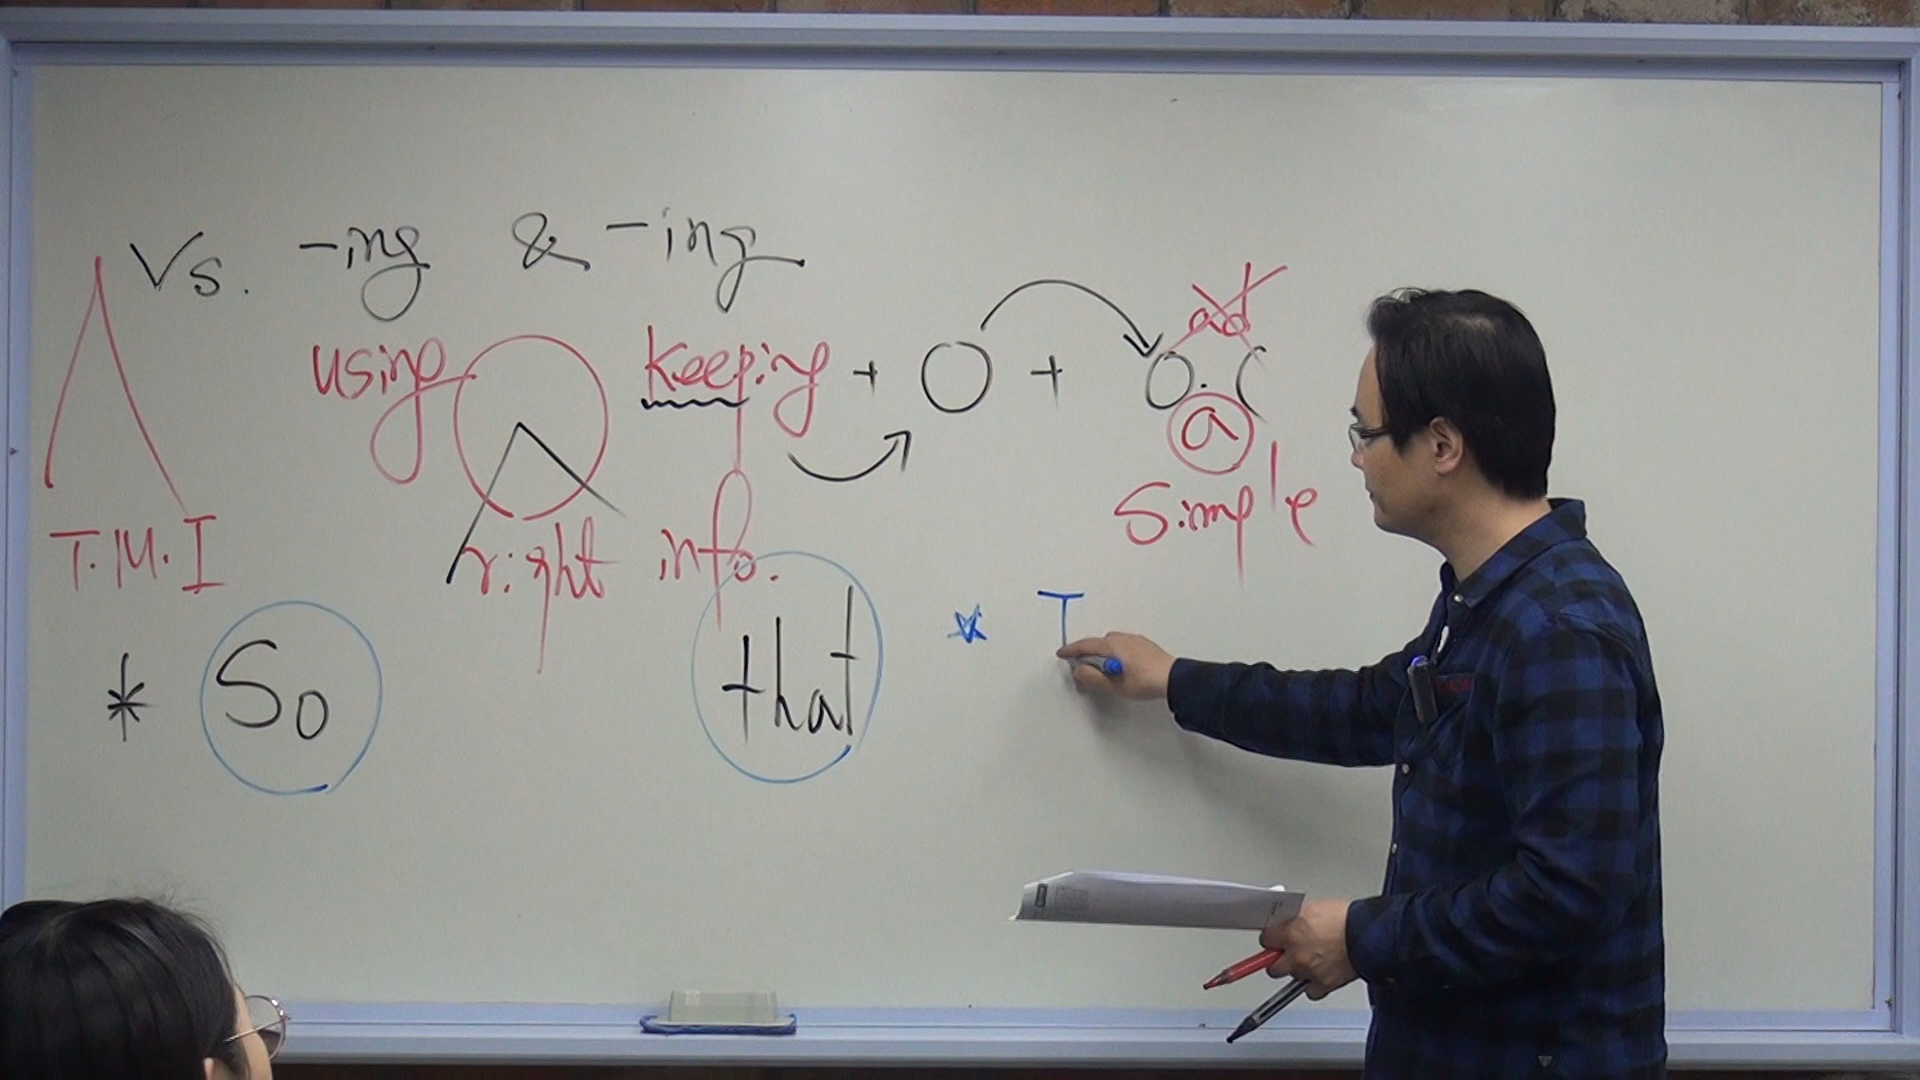 Vs. -ing & -ing
ad
using keeping + O + O.C
a
simple
T.M.I right info.
* So that * T